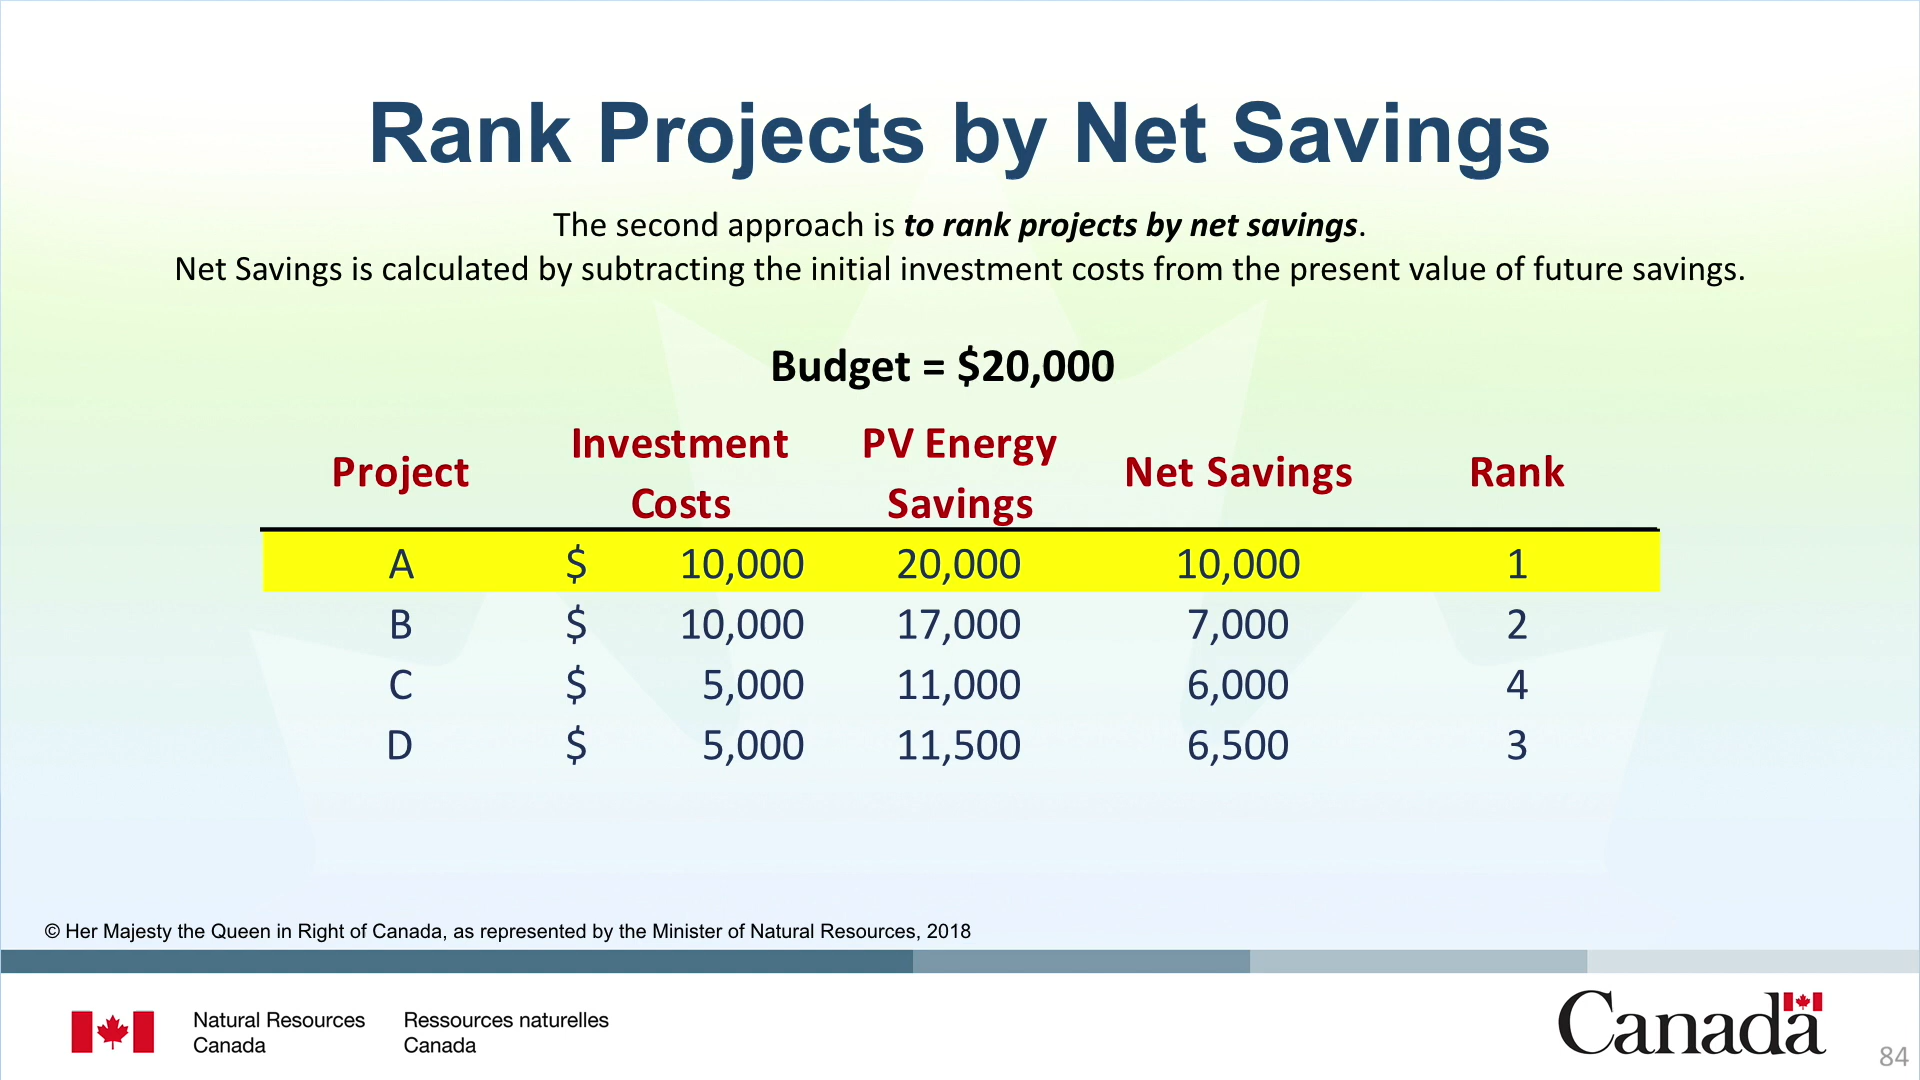 Rank Projects by Net Savings
The second approach is to rank projects by net savings.
Net Savings is calculated by subtracting the initial investment costs from the present value of future savings.
Budget = $20,000
Project Investment Costs PV Energy Savings Net Savings Rank
A $ 10,000 20,000 10,000 1
B $ 10,000 17,000 7,000 2
C $ 5,000 11,000 6,000 4
D $ 5,000 11,500 6,500 3
© Her Majesty the Queen in Right of Canada, as represented by the Minister of Natural Resources, 2018
Natural Resources Canada
Ressources naturelles Canada
Canada
84